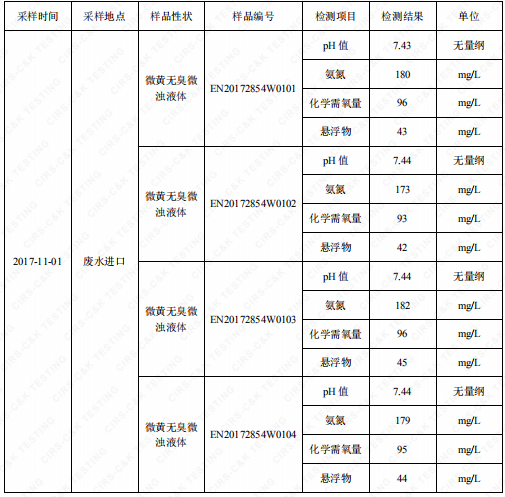 采样时间 采样地点 样品性状 样品编号 检测项目 检测结果 单位
2017-11-01 废水进口 微黄无臭微浊液体 EN20172854W0101 pH 值 7.43 无量纲
氨氮 180 mg/L
化学需氧量 96 mg/L
悬浮物 43 mg/L
微黄无臭微浊液体 EN20172854W0102 pH 值 7.44 无量纲
氨氮 173 mg/L
化学需氧量 93 mg/L
悬浮物 42 mg/L
微黄无臭微浊液体 EN20172854W0103 pH 值 7.44 无量纲
氨氮 182 mg/L
化学需氧量 96 mg/L
悬浮物 45 mg/L
微黄无臭微浊液体 EN20172854W0104 pH 值 7.44 无量纲
氨氮 179 mg/L
化学需氧量 95 mg/L
悬浮物 44 mg/L
CIRS-C&K TESTING